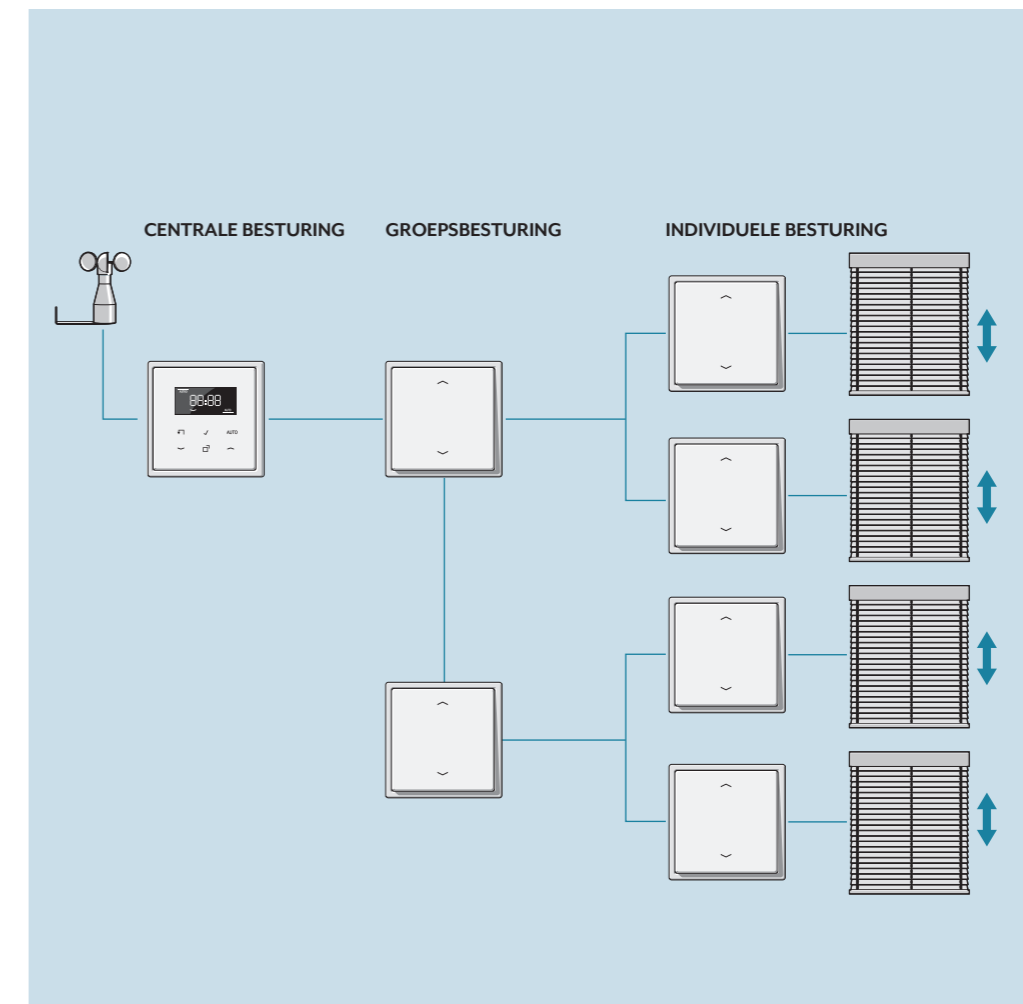 CENTRALE BESTURING
GROEPSBESTURING
INDIVIDUELE BESTURING
88:88
AUTO